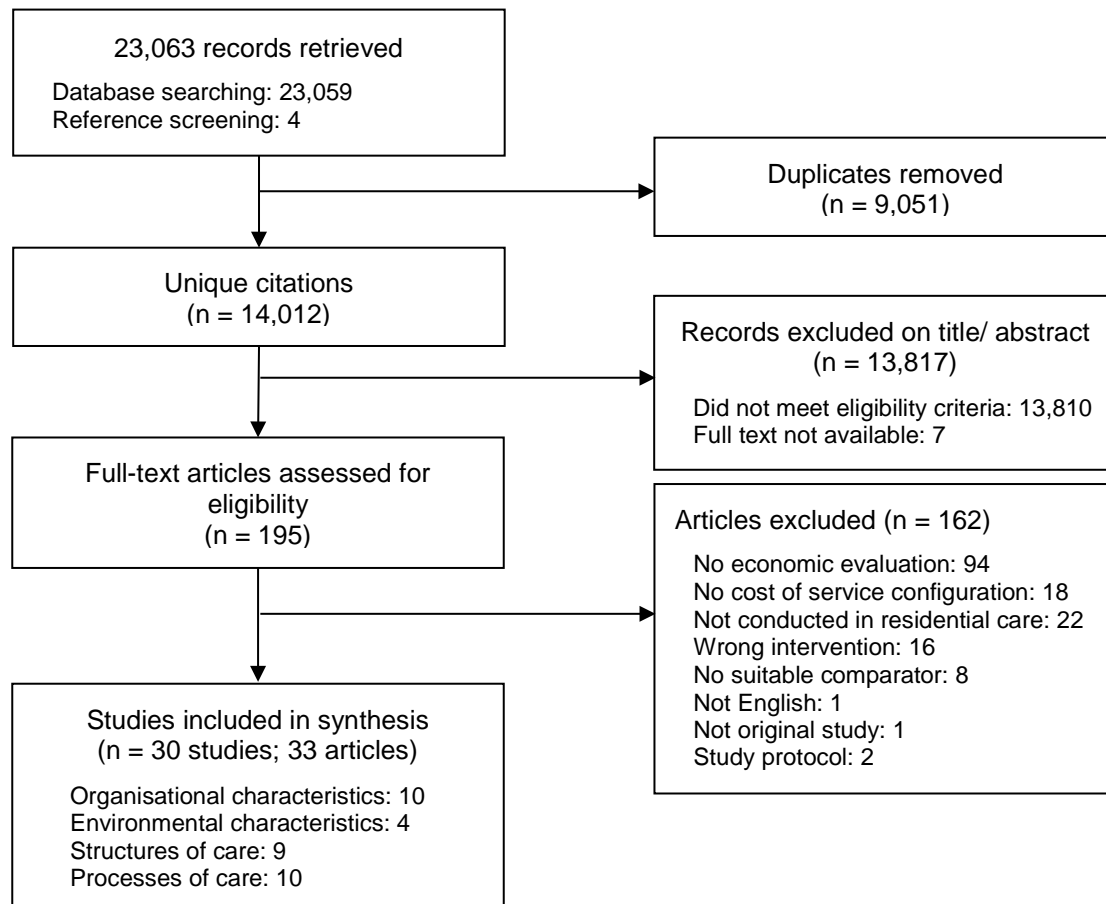 23,063 records retrieved
Database searching: 23,059
Reference screening: 4
Duplicates removed
(n = 9,051)
Unique citations
(n = 14,012)
Records excluded on title/ abstract
(n = 13,817)
Did not meet eligibility criteria: 13,810
Full text not available: 7
Full-text articles assessed for
eligibility
(n = 195)
Articles excluded (n = 162)
No economic evaluation: 94
No cost of service configuration: 18
Not conducted in residential care: 22
Wrong intervention: 16
No suitable comparator: 8
Not English: 1
Not original study: 1
Study protocol: 2
Studies included in synthesis
(n = 30 studies; 33 articles)
Organisational characteristics: 10
Environmental characteristics: 4
Structures of care: 9
Processes of care: 10